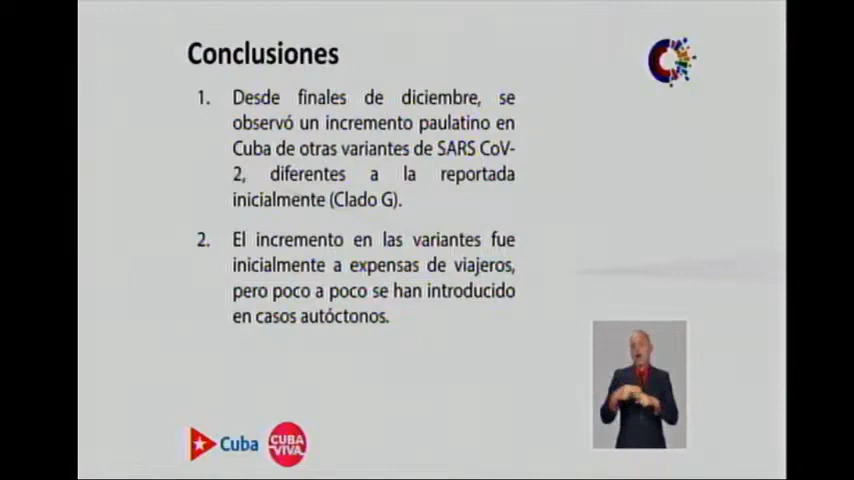 Conclusiones
1. Desde finales de diciembre, se
observó un incremento paulatino en
Cuba de otras variantes de SARS CoV-
2, diferentes a la reportada
inicialmente (Clado G).
2. El incremento en las variantes fue
inicialmente a expensas de viajeros,
pero poco a poco se han introducido
en casos autóctonos.
Cuba
CUBA
VIVA